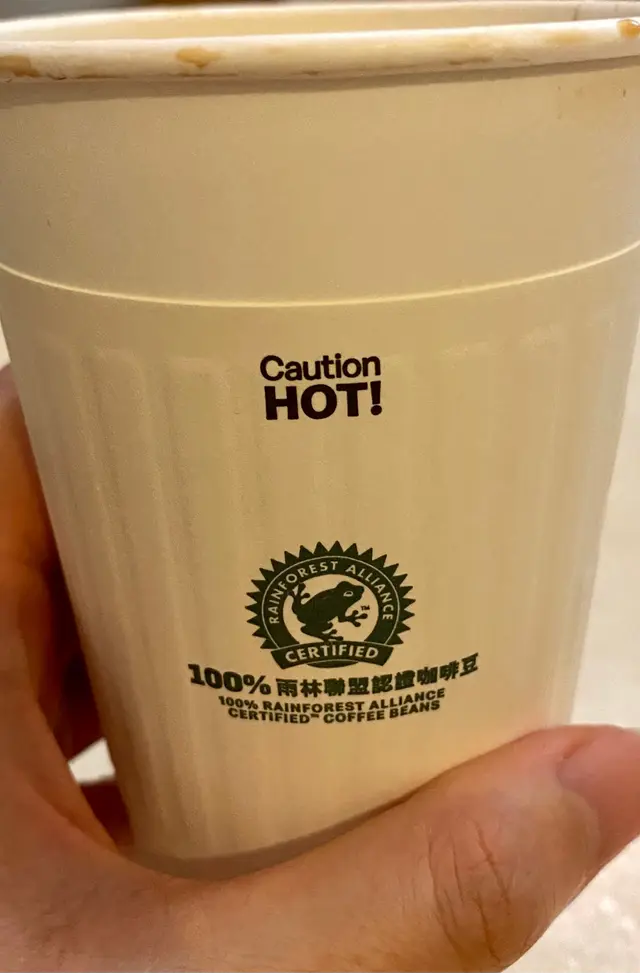 Caution
HOT!
RAINFOREST ALLIANCE
TM
CERTIFIED
100% 雨林聯盟認證咖啡豆
100% RAINFOREST ALLIANCE
CERTIFIED™ COFFEE BEANS